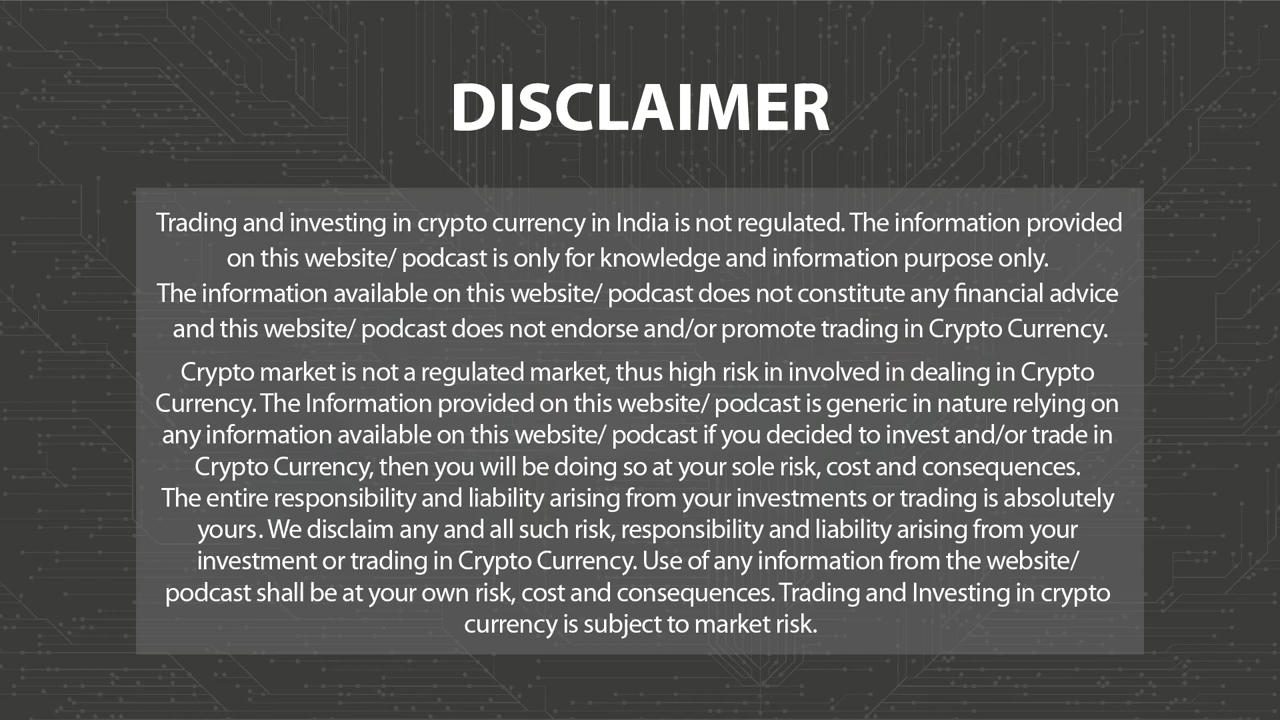 DISCLAIMER
Trading and investing in crypto currency in India is not regulated. The information provided
on this website/ podcast is only for knowledge and information purpose only.
The information available on this website/ podcast does not constitute any financial advice
and this website/ podcast does not endorse and/or promote trading in Crypto Currency.
Crypto market is not a regulated market, thus high risk in involved in dealing in Crypto
Currency. The Information provided on this website/ podcast is generic in nature relying on
any information available on this website/ podcast if you decided to invest and/or trade in
Crypto Currency, then you will be doing so at your sole risk, cost and consequences.
The entire responsibility and liability arising from your investments or trading is absolutely
yours. We disclaim any and all such risk, responsibility and liability arising from your
investment or trading in Crypto Currency. Use of any information from the website/
podcast shall be at your own risk, cost and consequences. Trading and Investing in crypto
currency is subject to market risk.